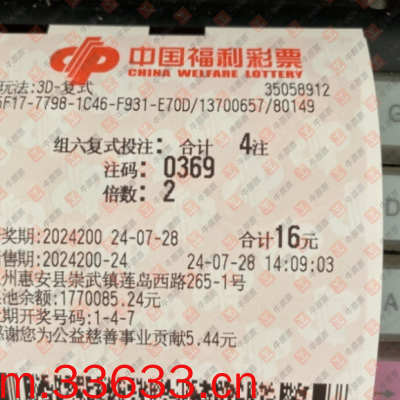 中国福利彩票
CHINA WELFARE LOTTERY
玩法:3D-复式 35058912
5F17-7798-1C46-F931-E70D/13700657/80149
组六复式投注: 合计 4注
注码: 0369
倍数: 2
奖期:2024200 24-07-28 合计16元
售期:2024200-24 24-07-28 14:09:03
州惠安县崇武镇莲岛西路265-1号
池余额:1770085.24元
期开奖号码:1-4-7
谢您为公益慈善事业贡献5.44元
m.33633.cn